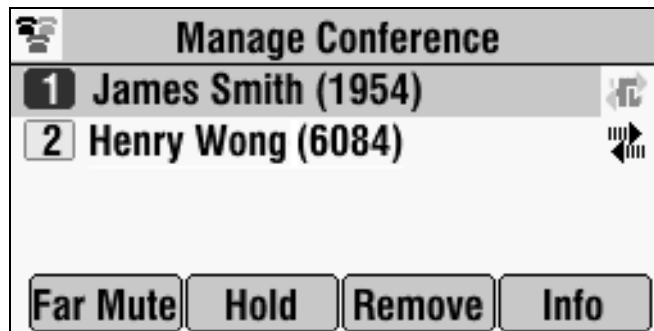 Manage Conference
1 James Smith (1954)
2 Henry Wong (6084)
Far Mute Hold Remove Info